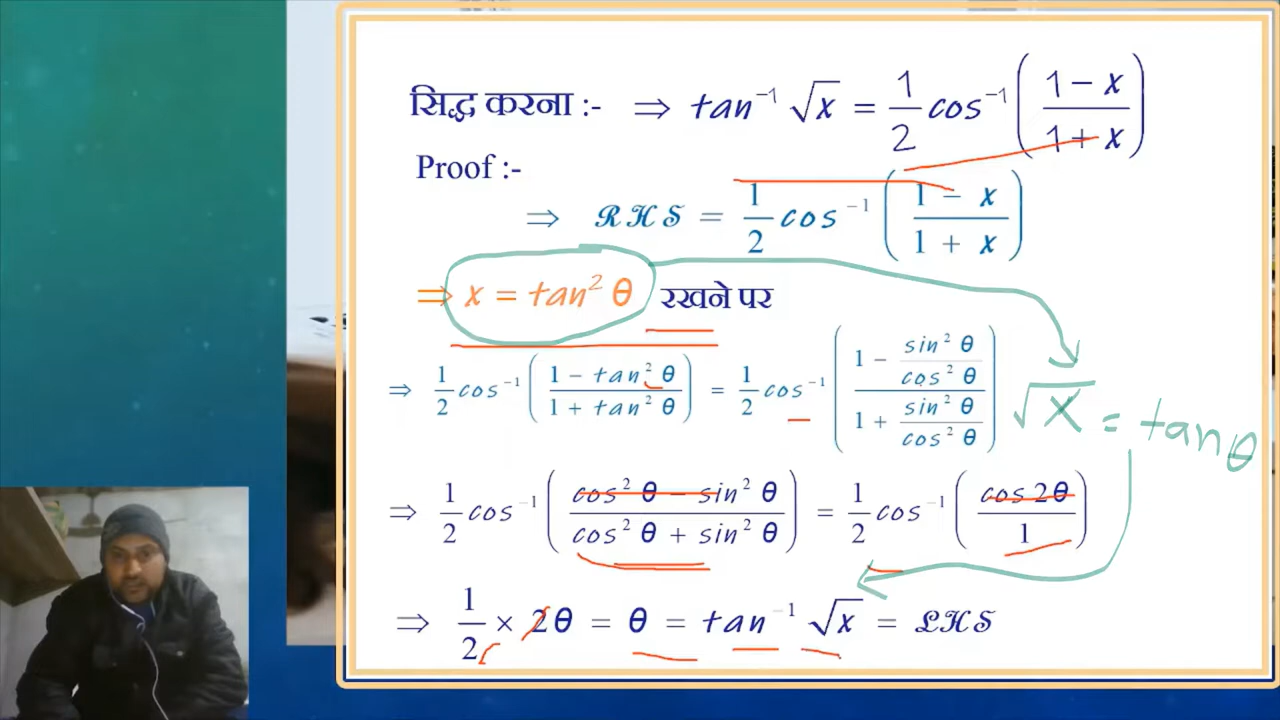 सिद्ध करना :- ⇒ tan⁻¹ √x = 1/2 cos⁻¹ ( (1 − x)/(1 + x) )
Proof :-
⇒ RHS = 1/2 cos⁻¹ ( (1 − x)/(1 + x) )
⇒ x = tan² θ रखने पर
⇒ 1/2 cos⁻¹ ( (1 − tan² θ)/(1 + tan² θ) ) = 1/2 cos⁻¹ ( (1 − sin² θ/cos² θ)/(1 + sin² θ/cos² θ) )
√x = tan θ
⇒ 1/2 cos⁻¹ ( (cos² θ − sin² θ)/(cos² θ + sin² θ) ) = 1/2 cos⁻¹ ( cos 2θ/1 )
⇒ 1/2 × 2θ = θ = tan⁻¹ √x = LHS